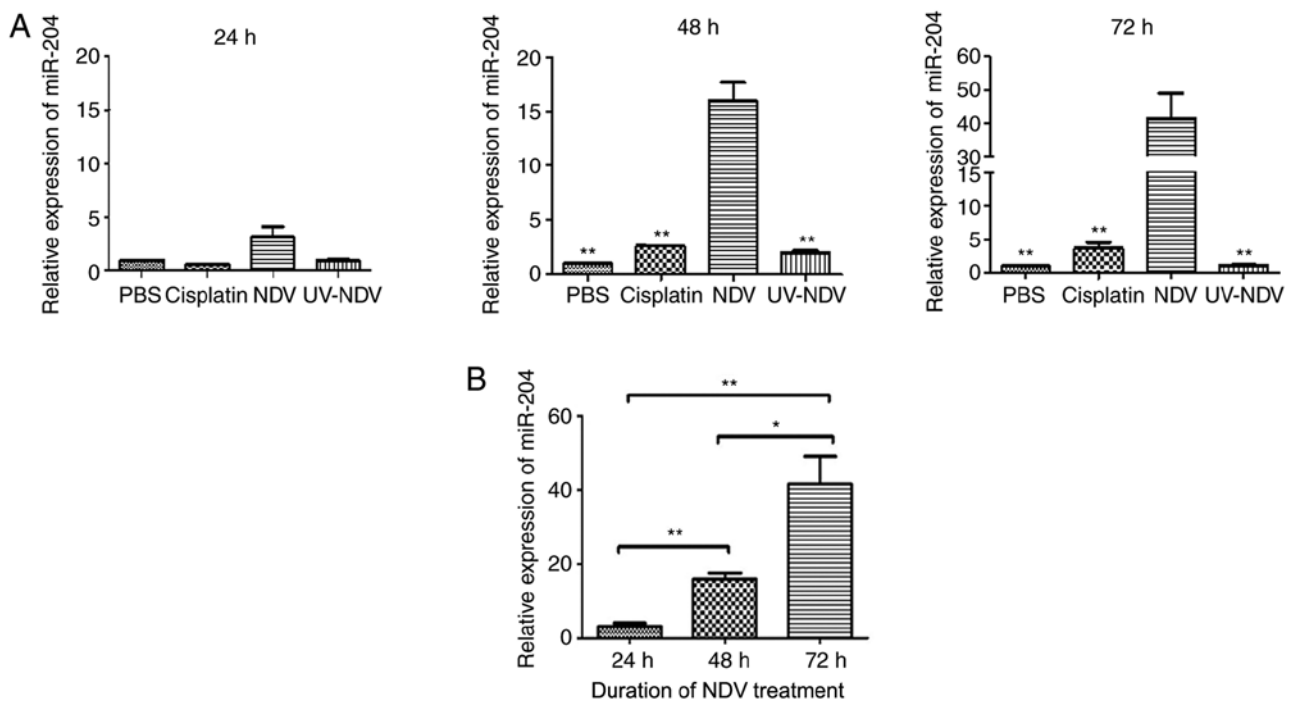 A
24 h
Relative expression of miR-204
20
15
10
5
0
PBS Cisplatin NDV UV-NDV
48 h
Relative expression of miR-204
20
15
10
5
0
**
**
**
PBS Cisplatin NDV UV-NDV
72 h
Relative expression of miR-204
60
50
40
30
15
10
5
0
**
**
**
PBS Cisplatin NDV UV-NDV
B
Relative expression of miR-204
60
40
20
0
**
*
**
24 h 48 h 72 h
Duration of NDV treatment